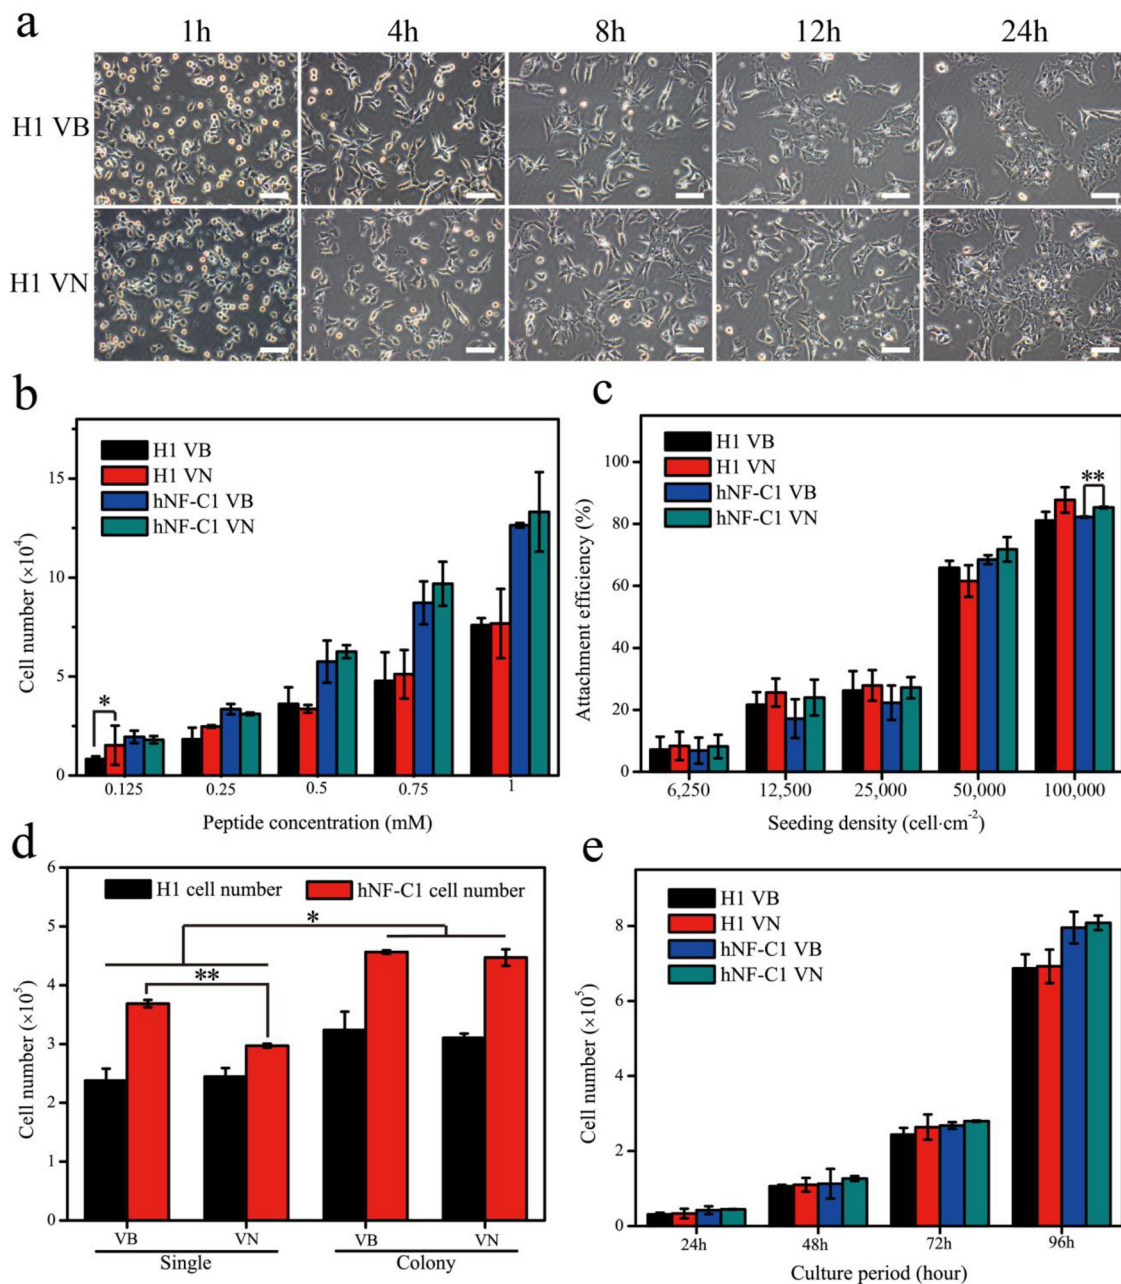 a
1h 4h 8h 12h 24h
H1 VB
H1 VN
b
H1 VB
H1 VN
hNF-C1 VB
hNF-C1 VN
15
10
5
0
*
Cell number (×10⁴)
0.125 0.25 0.5 0.75 1
Peptide concentration (mM)
c
H1 VB
H1 VN
hNF-C1 VB
hNF-C1 VN
100
80
60
40
20
0
**
Attachment efficiency (%)
6,250 12,500 25,000 50,000 100,000
Seeding density (cell·cm⁻²)
d
H1 cell number hNF-C1 cell number
6
5
4
3
2
1
0
*
**
Cell number (×10⁵)
VB VN VB VN
Single Colony
e
H1 VB
H1 VN
hNF-C1 VB
hNF-C1 VN
8
6
4
2
0
Cell number (×10⁵)
24h 48h 72h 96h
Culture period (hour)